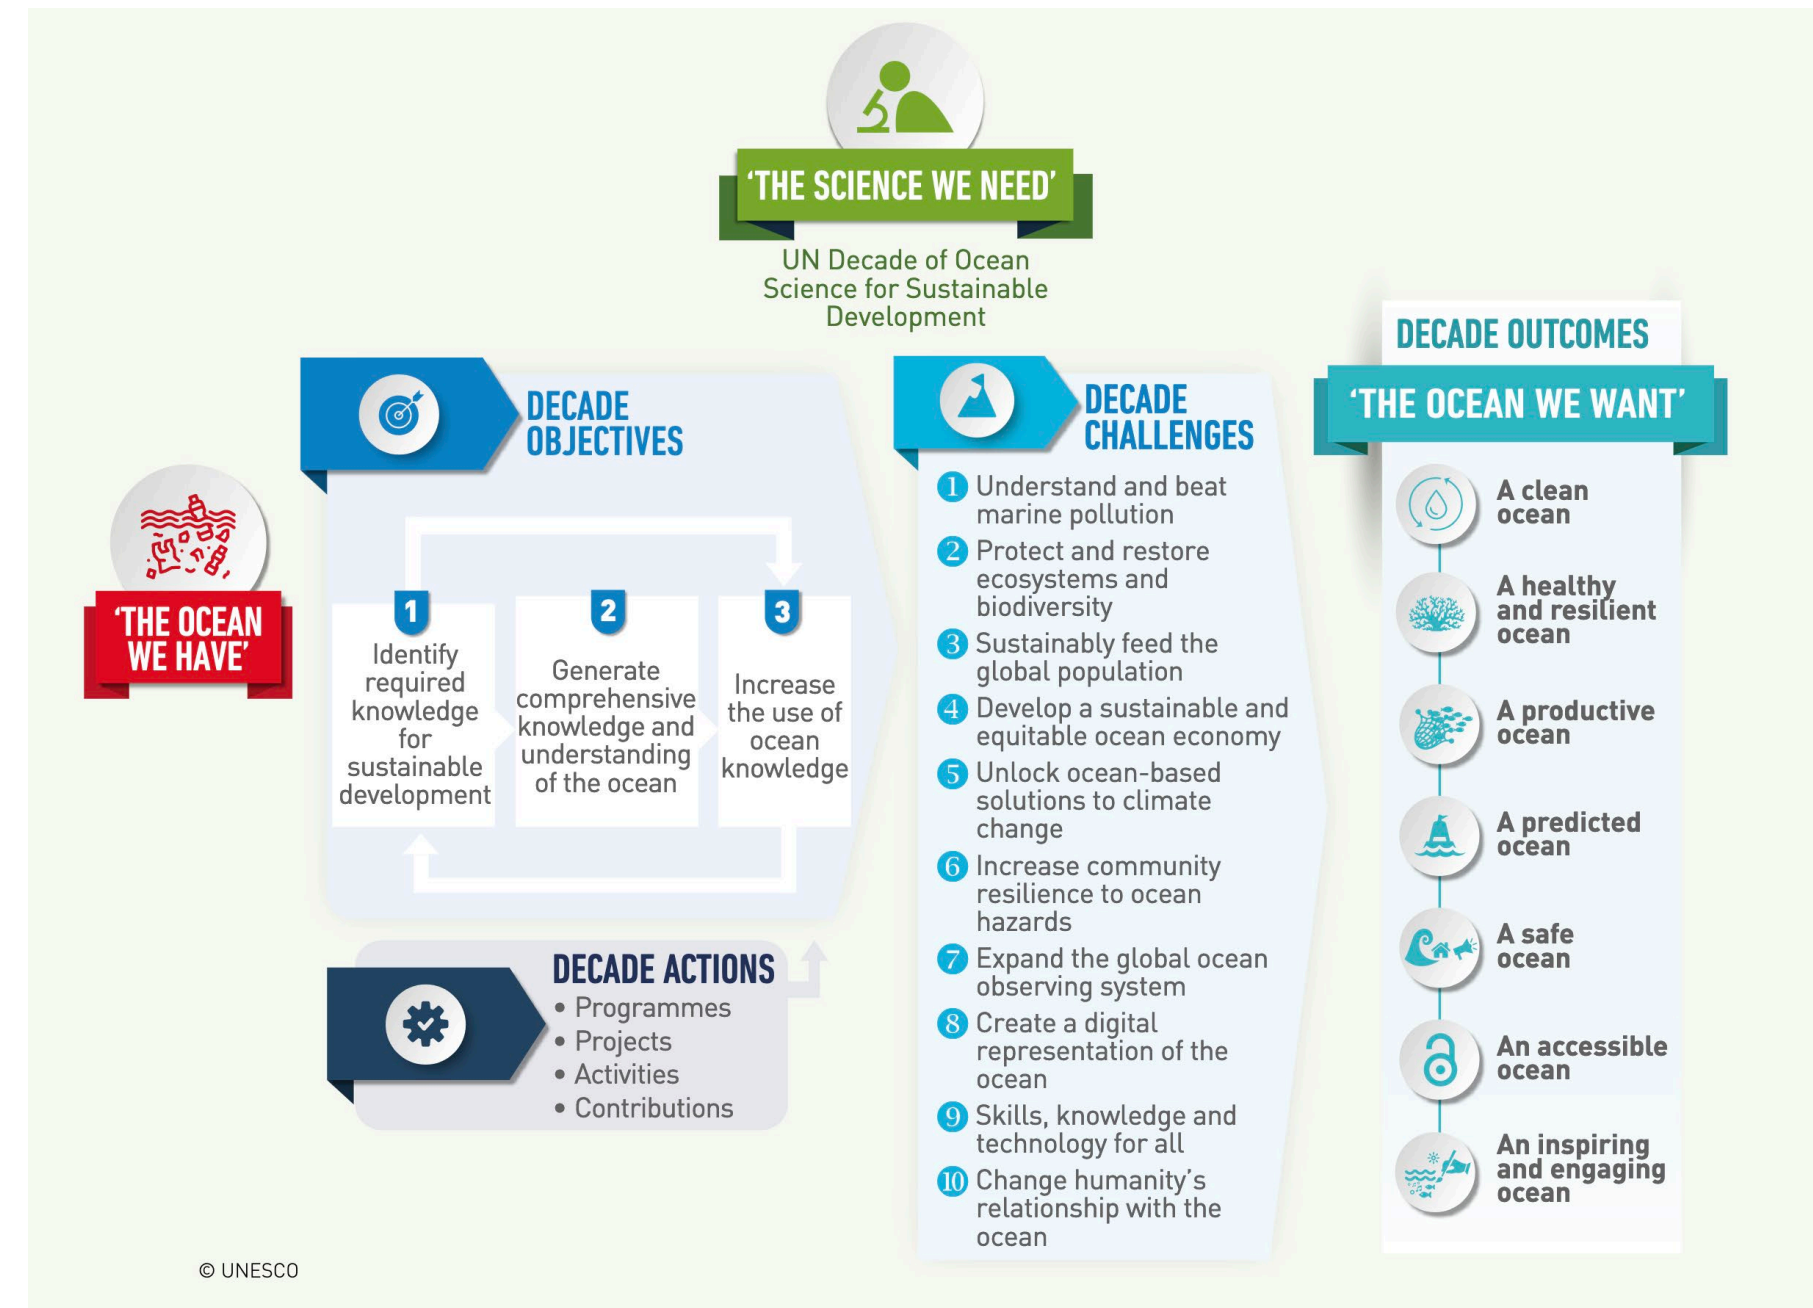 ‘THE SCIENCE WE NEED’
UN Decade of Ocean
Science for Sustainable
Development
‘THE OCEAN
WE HAVE’
DECADE
OBJECTIVES
1
Identify
required
knowledge
for
sustainable
development
2
Generate
comprehensive
knowledge and
understanding
of the ocean
3
Increase
the use of
ocean
knowledge
DECADE ACTIONS
• Programmes
• Projects
• Activities
• Contributions
DECADE
CHALLENGES
1 Understand and beat
marine pollution
2 Protect and restore
ecosystems and
biodiversity
3 Sustainably feed the
global population
4 Develop a sustainable and
equitable ocean economy
5 Unlock ocean-based
solutions to climate
change
6 Increase community
resilience to ocean
hazards
7 Expand the global ocean
observing system
8 Create a digital
representation of the
ocean
9 Skills, knowledge and
technology for all
10 Change humanity’s
relationship with the
ocean
DECADE OUTCOMES
‘THE OCEAN WE WANT’
A clean
ocean
A healthy
and resilient
ocean
A productive
ocean
A predicted
ocean
A safe
ocean
An accessible
ocean
An inspiring
and engaging
ocean
© UNESCO